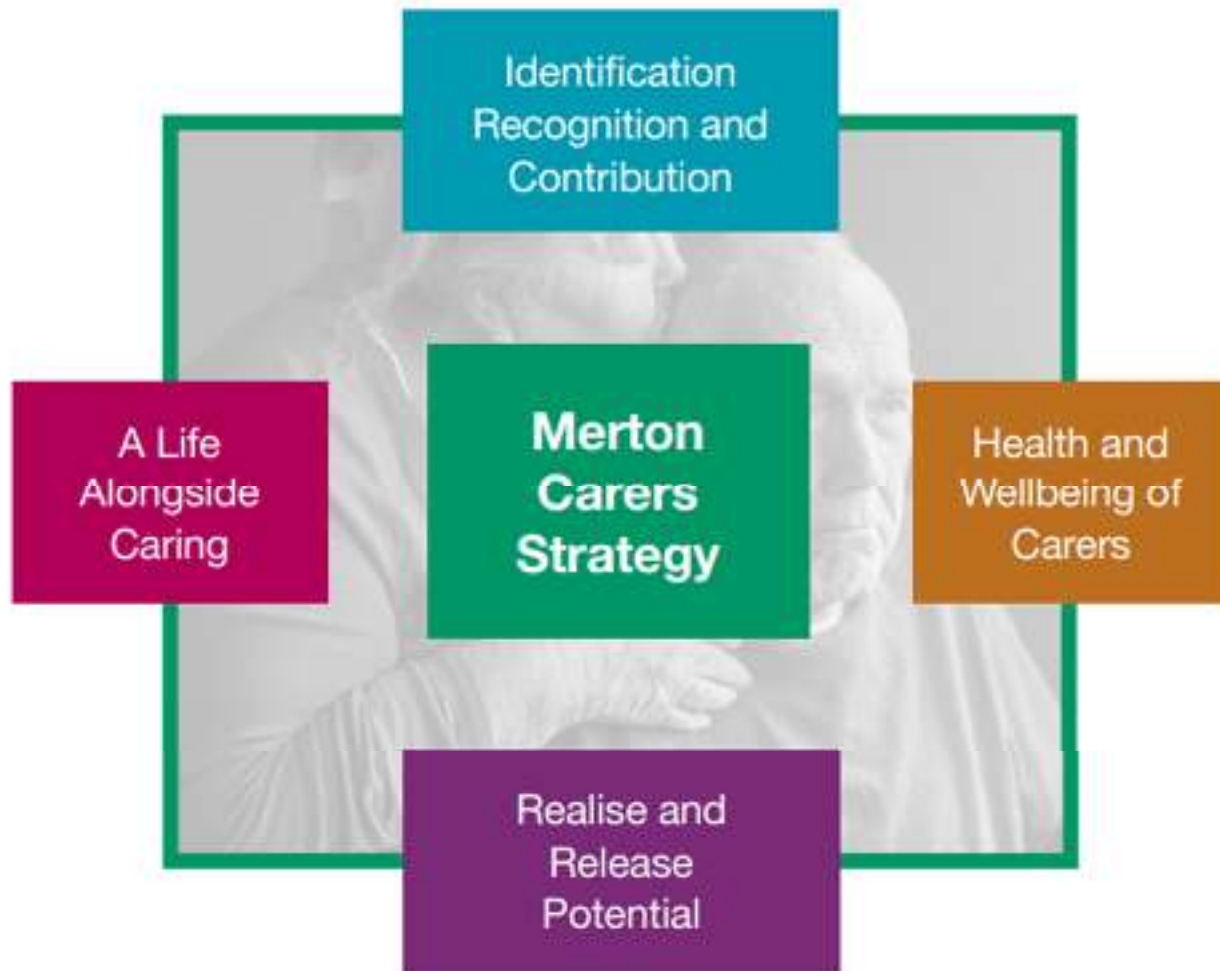 Identification
Recognition and
Contribution
A Life
Alongside
Caring
Merton
Carers
Strategy
Health and
Wellbeing of
Carers
Realise and
Release
Potential